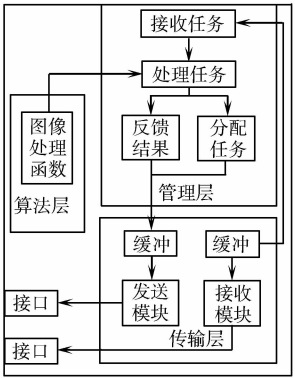 接收任务
处理任务
图像
处理
函数
算法层
反馈
结果
分配
任务
管理层
缓冲
缓冲
发送
模块
接收
模块
接口
传输层
接口